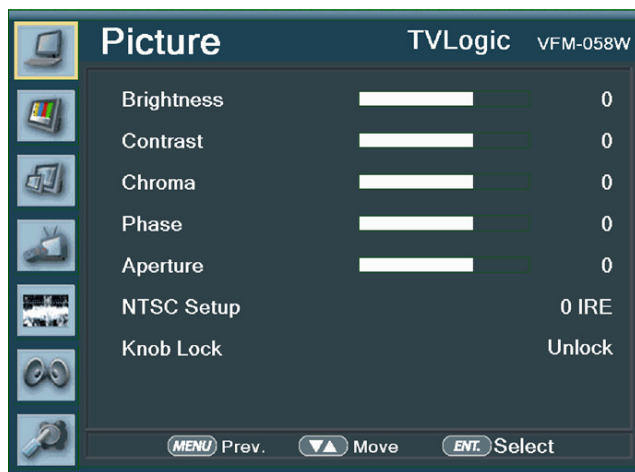 Picture TVLogic VFM-058W
Brightness 0
Contrast 0
Chroma 0
Phase 0
Aperture 0
NTSC Setup 0 IRE
Knob Lock Unlock
MENU Prev. ▼▲ Move ENT. Select